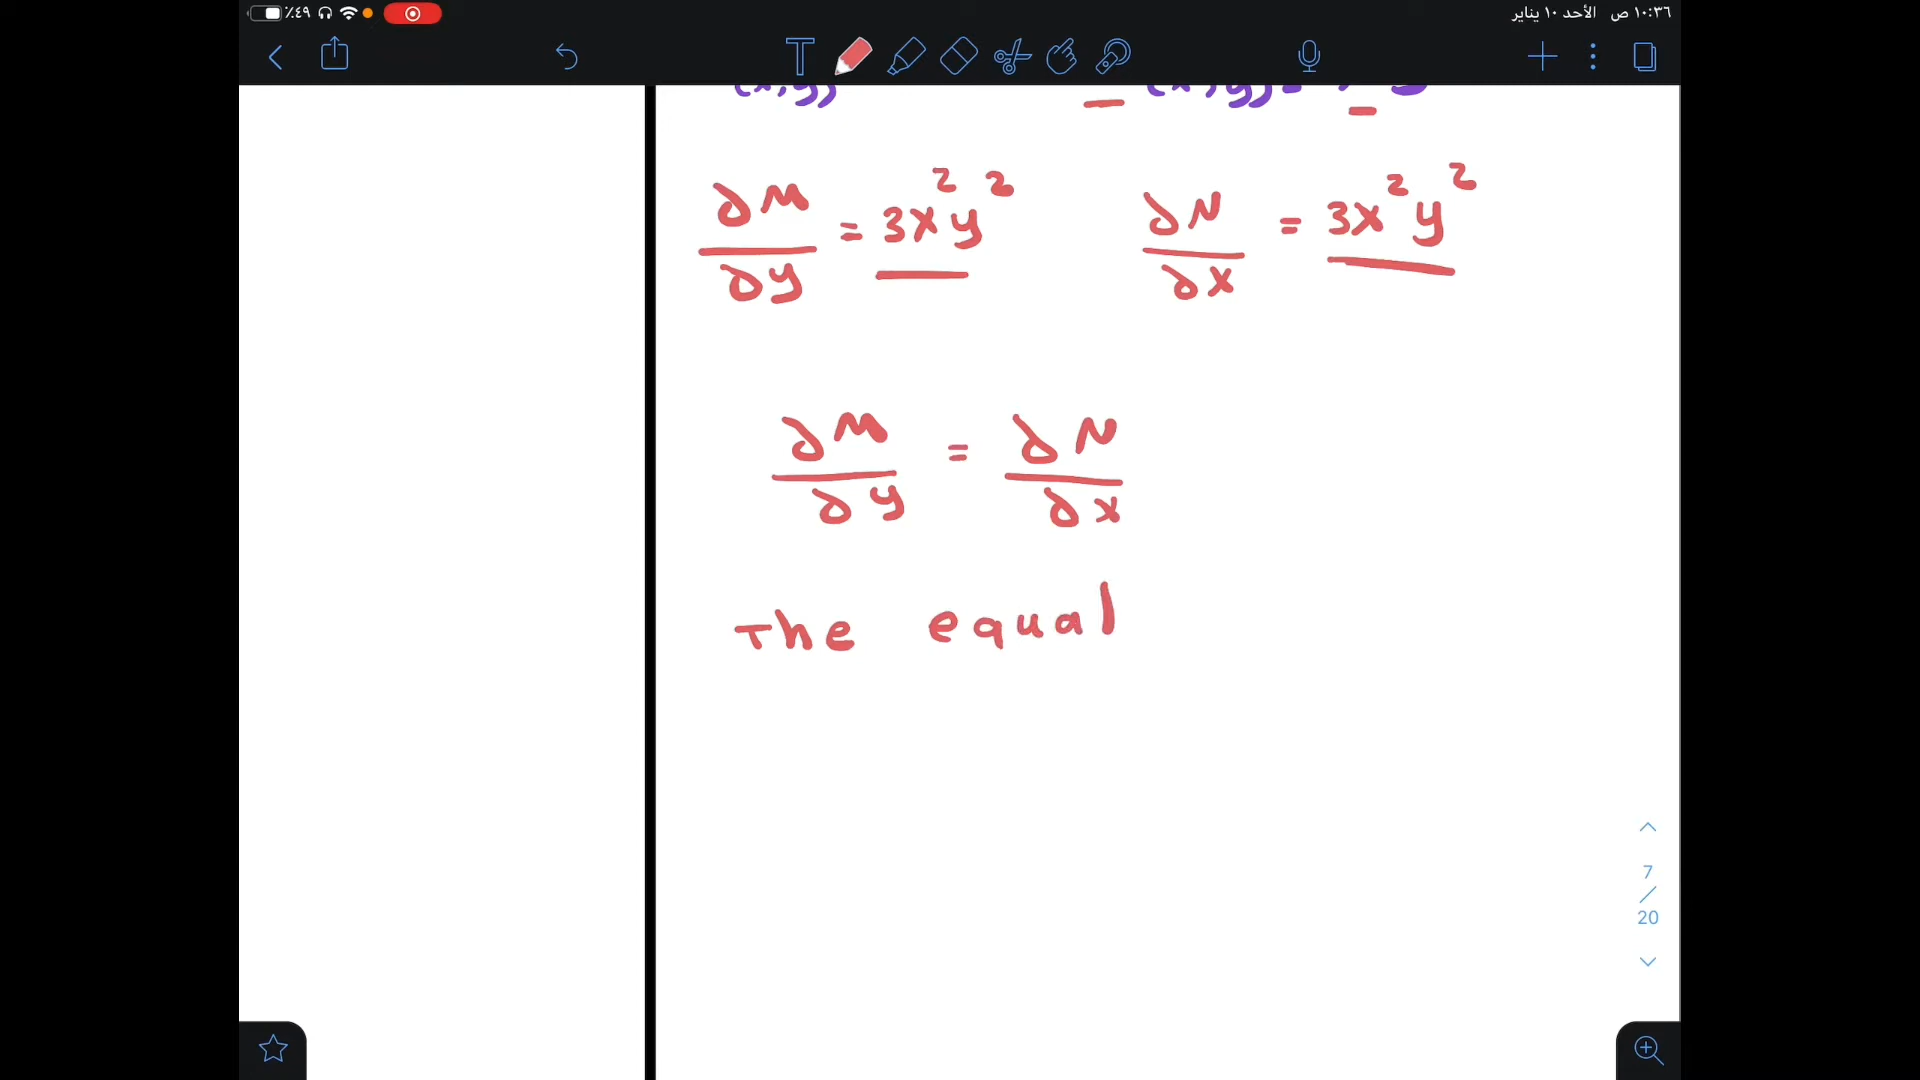 ٪٤٩
١٠:٣٦ ص الأحد ١٠ يناير
(x,y) (x,y)=
∂M/∂y = 3x²y² ∂N/∂x = 3x²y²
∂M/∂y = ∂N/∂x
The equal
7
/
20